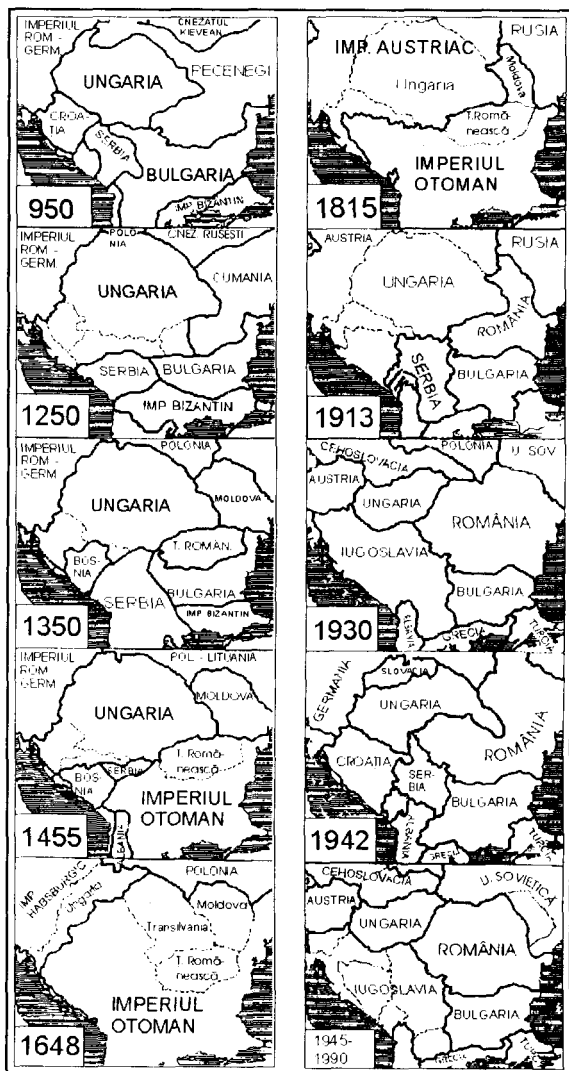 IMPERIUL
ROM -
GERM.
CNEZATUL
KIEVEAN
PECENEGI
UNGARIA
CROA-
TIA
SERBIA
BULGARIA
IMP BIZANTIN
950
IMPERIUL
ROM -
GERM.
POLO
NIA
CNEZ. RUSEȘTI
CUMANIA
UNGARIA
SERBIA
BULGARIA
IMP. BIZANTIN
1250
IMPERIUL
ROM -
GERM
POLONIA
UNGARIA
MOLDOVA
T. ROMÂN.
BOS-
NIA
SERBIA
BULGARIA
IMP. BIZANTIN
1350
IMPERIUL
ROM
GERM
POL - LITUANIA
MOLDOVA
UNGARIA
T. Româ-
nească
BOS-
NIA
SERBIA
IMPERIUL
OTOMAN
1455
IMP.
HABSBURGIC
Ungaria
POLONIA
Moldova
Transilvania
T. Româ-
nească
IMPERIUL
OTOMAN
1648
IMP. AUSTRIAC
RUSIA
Ungaria
Moldova
T.Romă-
nească
IMPERIUL
OTOMAN
1815
AUSTRIA
RUSIA
UNGARIA
ROMÂNIA
SERBIA
BULGARIA
1913
CEHOSLOVACIA
POLONIA
U. SOV.
AUSTRIA
UNGARIA
ROMÂNIA
IUGOSLAVIA
BULGARIA
ALBANIA
GRECIA
TURCIA
1930
GERMANIA
SLOVACIA
UNGARIA
ROMÂNIA
CROATIA
SER-
BIA
BULGARIA
ALBANIA
GRECIA
1942
CEHOSLOVACIA
U. SOVIETICĂ
AUSTRIA
UNGARIA
ROMÂNIA
IUGOSLAVIA
BULGARIA
GRECIA
1945-
1990